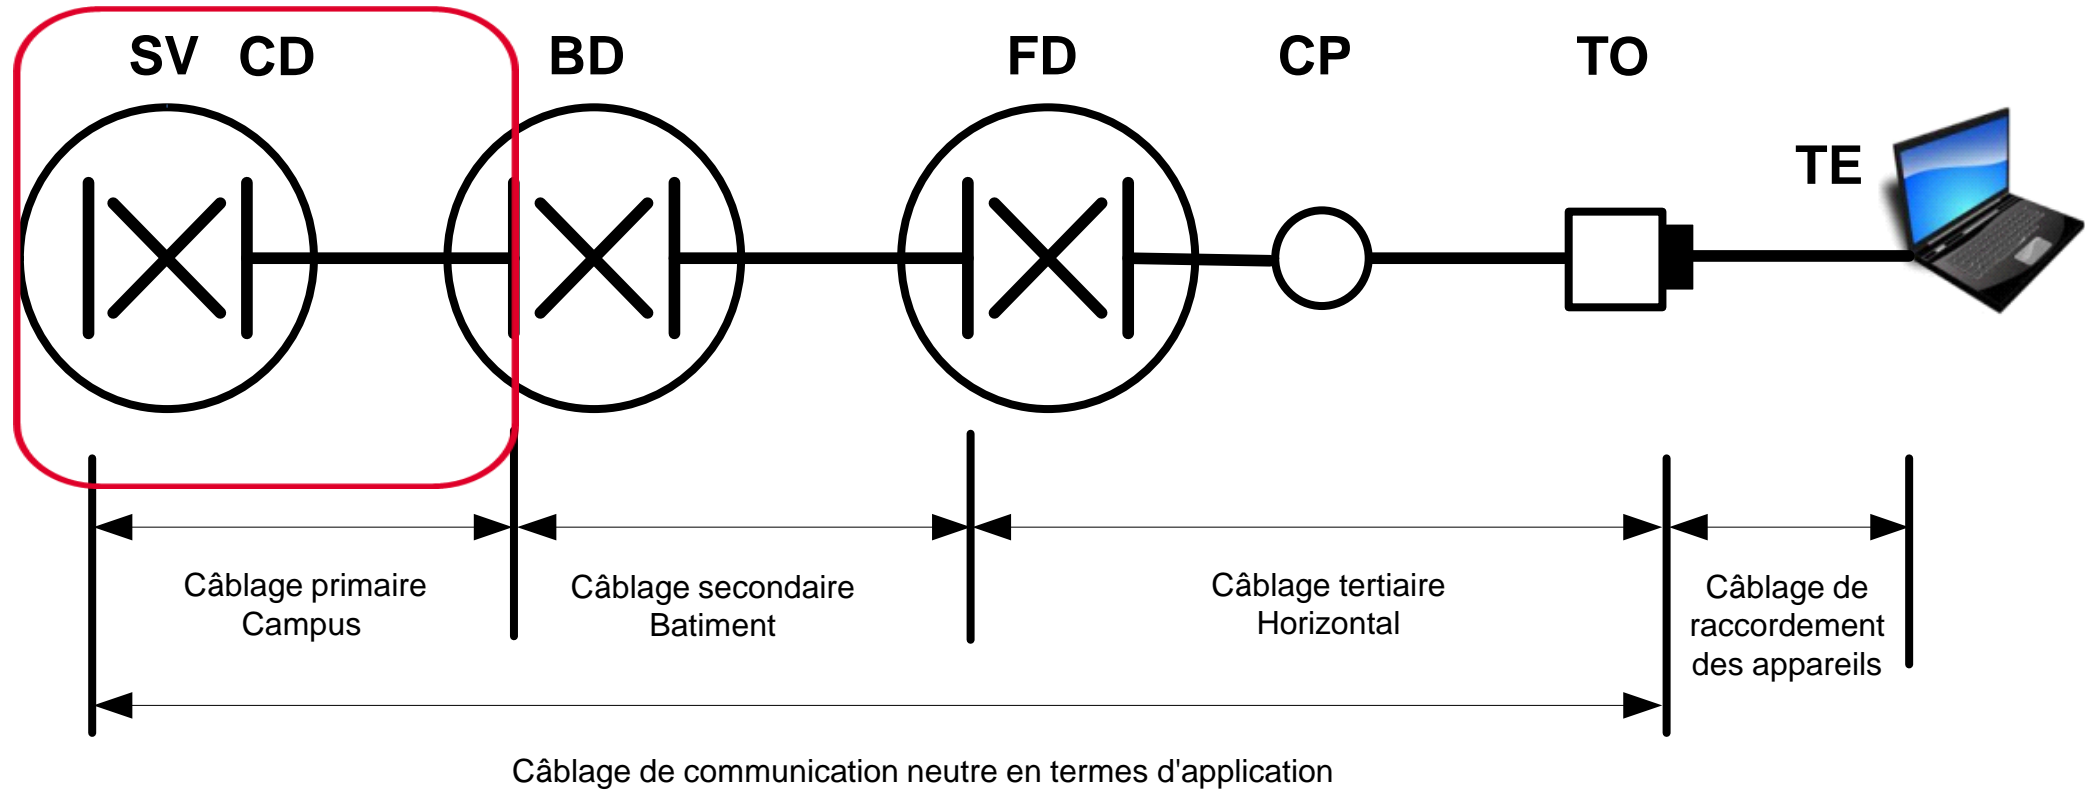 SV CD BD FD CP TO
TE
Câblage primaire
Campus
Câblage secondaire
Batiment
Câblage tertiaire
Horizontal
Câblage de
raccordement
des appareils
Câblage de communication neutre en termes d'application